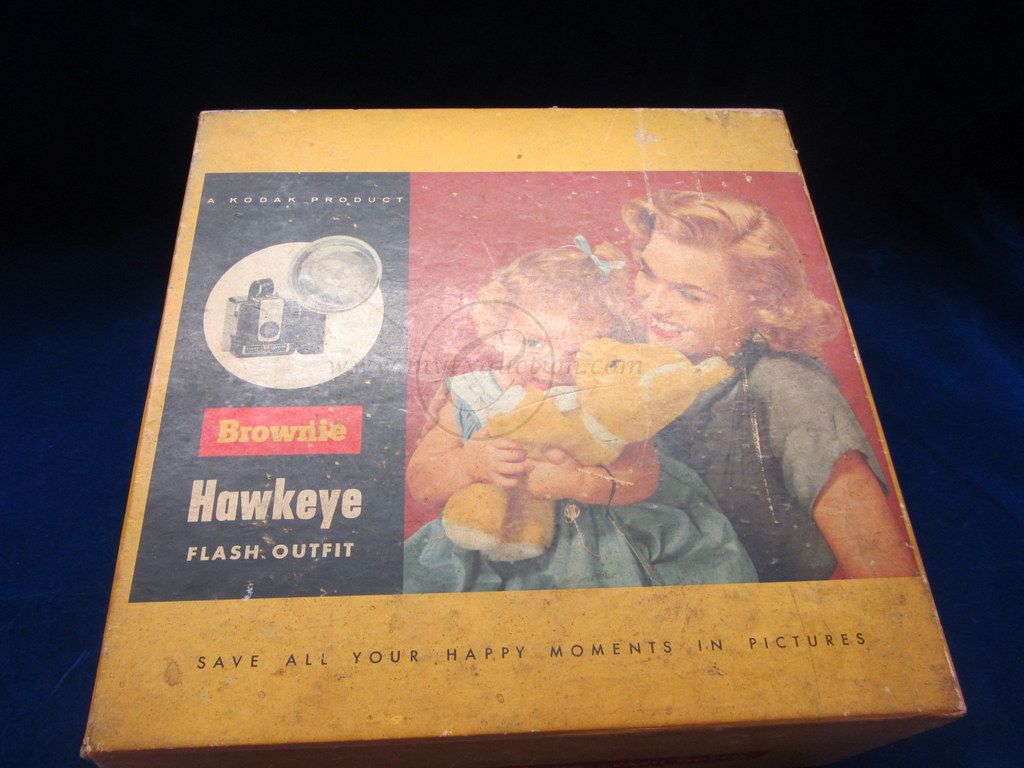 A KODAK PRODUCT
Brownie
Hawkeye
FLASH OUTFIT
SAVE ALL YOUR HAPPY MOMENTS IN PICTURES